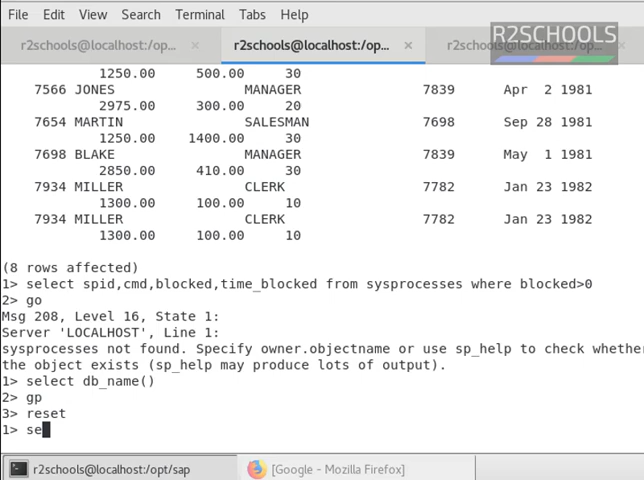 File Edit View Search Terminal Tabs Help
r2schools@localhost:/op... × r2schools@localhost:/op... × r2schools@localhost:/op... ×
R2SCHOOLS
1250.00 500.00 30
7566 JONES MANAGER 7839 Apr 2 1981
2975.00 300.00 20
7654 MARTIN SALESMAN 7698 Sep 28 1981
1250.00 1400.00 30
7698 BLAKE MANAGER 7839 May 1 1981
2850.00 410.00 30
7934 MILLER CLERK 7782 Jan 23 1982
1300.00 100.00 10
7934 MILLER CLERK 7782 Jan 23 1982
1300.00 100.00 10
(8 rows affected)
1> select spid,cmd,blocked,time_blocked from sysprocesses where blocked>0
2> go
Msg 208, Level 16, State 1:
Server 'LOCALHOST', Line 1:
sysprocesses not found. Specify owner.objectname or use sp_help to check whethe
the object exists (sp_help may produce lots of output).
1> select db_name()
2> gp
3> reset
1> se
r2schools@localhost:/opt/sap [Google - Mozilla Firefox]